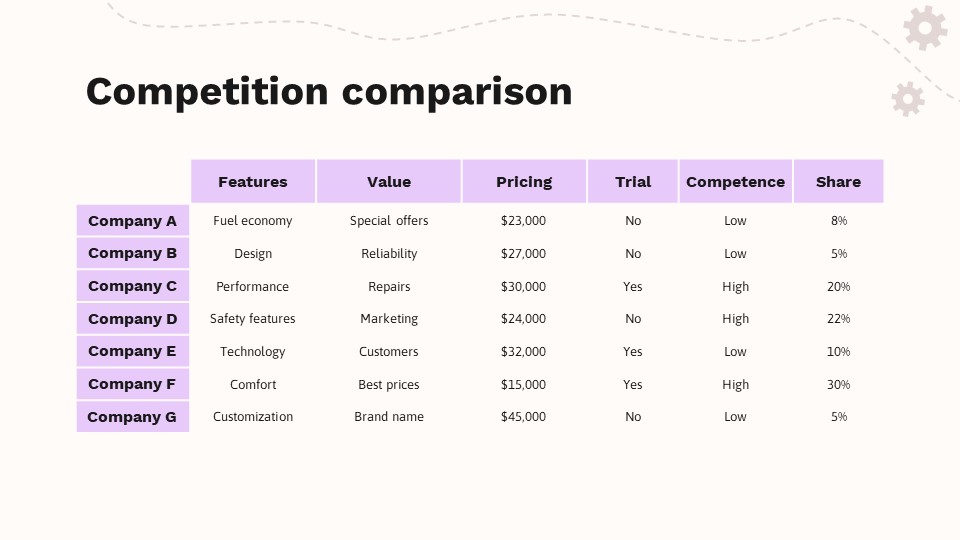 Competition comparison
Features Value Pricing Trial Competence Share
Company A Fuel economy Special offers $23,000 No Low 8%
Company B Design Reliability $27,000 No Low 5%
Company C Performance Repairs $30,000 Yes High 20%
Company D Safety features Marketing $24,000 No High 22%
Company E Technology Customers $32,000 Yes Low 10%
Company F Comfort Best prices $15,000 Yes High 30%
Company G Customization Brand name $45,000 No Low 5%